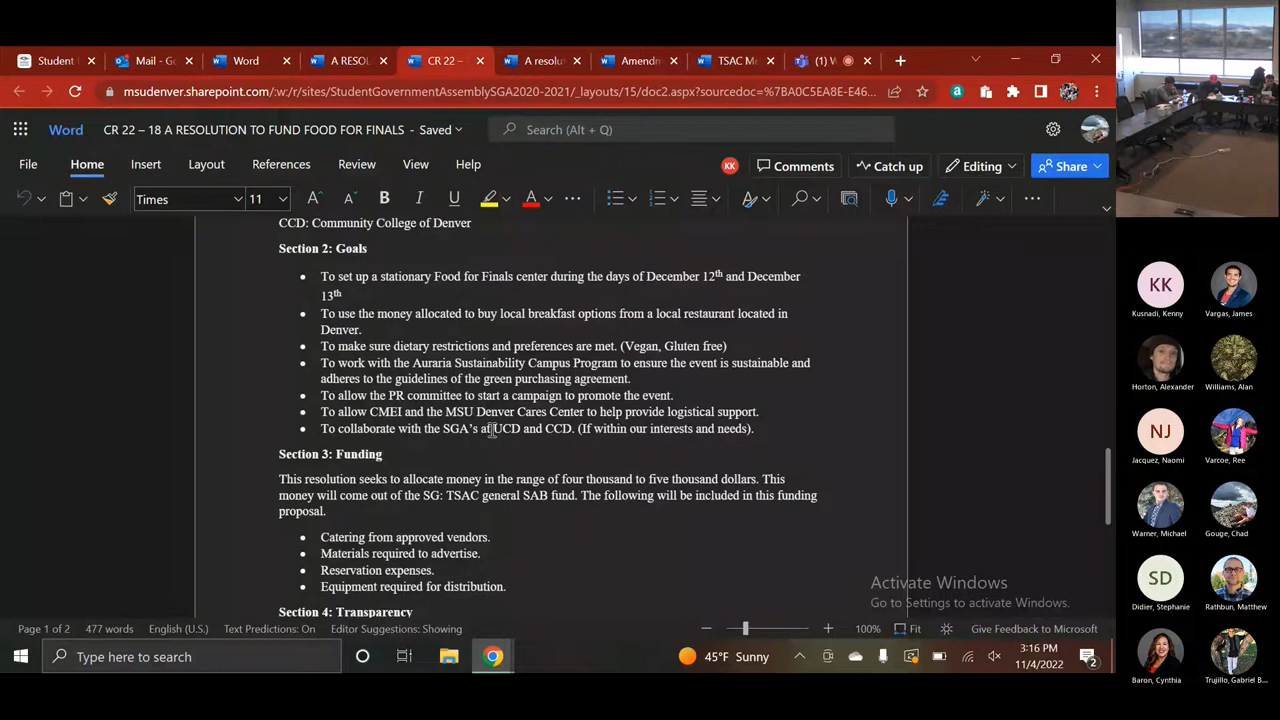 Student
Mail - Go
Word
A RESOL
CR 22 –
A resolu
Amendm
TSAC Me
(1) W
msudenver.sharepoint.com/:w:/r/sites/StudentGovernmentAssemblySGA2020-2021/_layouts/15/doc2.aspx?sourcedoc=%7BA0C5EA8E-E46...
Word
CR 22 – 18 A RESOLUTION TO FUND FOOD FOR FINALS - Saved
Search (Alt + Q)
File Home Insert Layout References Review View Help
KK
Comments
Catch up
Editing
Share
Times
11
CCD: Community College of Denver
Section 2: Goals
• To set up a stationary Food for Finals center during the days of December 12th and December
13th
• To use the money allocated to buy local breakfast options from a local restaurant located in
Denver.
• To make sure dietary restrictions and preferences are met. (Vegan, Gluten free)
• To work with the Auraria Sustainability Campus Program to ensure the event is sustainable and
adheres to the guidelines of the green purchasing agreement.
• To allow the PR committee to start a campaign to promote the event.
• To allow CMEI and the MSU Denver Cares Center to help provide logistical support.
• To collaborate with the SGA's at UCD and CCD. (If within our interests and needs).
Section 3: Funding
This resolution seeks to allocate money in the range of four thousand to five thousand dollars. This
money will come out of the SG: TSAC general SAB fund. The following will be included in this funding
proposal.
• Catering from approved vendors.
• Materials required to advertise.
• Reservation expenses.
• Equipment required for distribution.
Section 4: Transparency
Activate Windows
Go to Settings to activate Windows.
Page 1 of 2 477 words English (U.S.) Text Predictions: On Editor Suggestions: Showing
100% Fit Give Feedback to Microsoft
Type here to search
45°F Sunny
3:16 PM
11/4/2022
2
KK
Kusnadi, Kenny
Vargas, James
Horton, Alexander
Williams, Alan
NJ
Jacquez, Naomi
Varcoe, Ree
Warner, Michael
Gouge, Chad
SD
Didier, Stephanie
Rathbun, Matthew
Baron, Cynthia
Trujillo, Gabriel B...